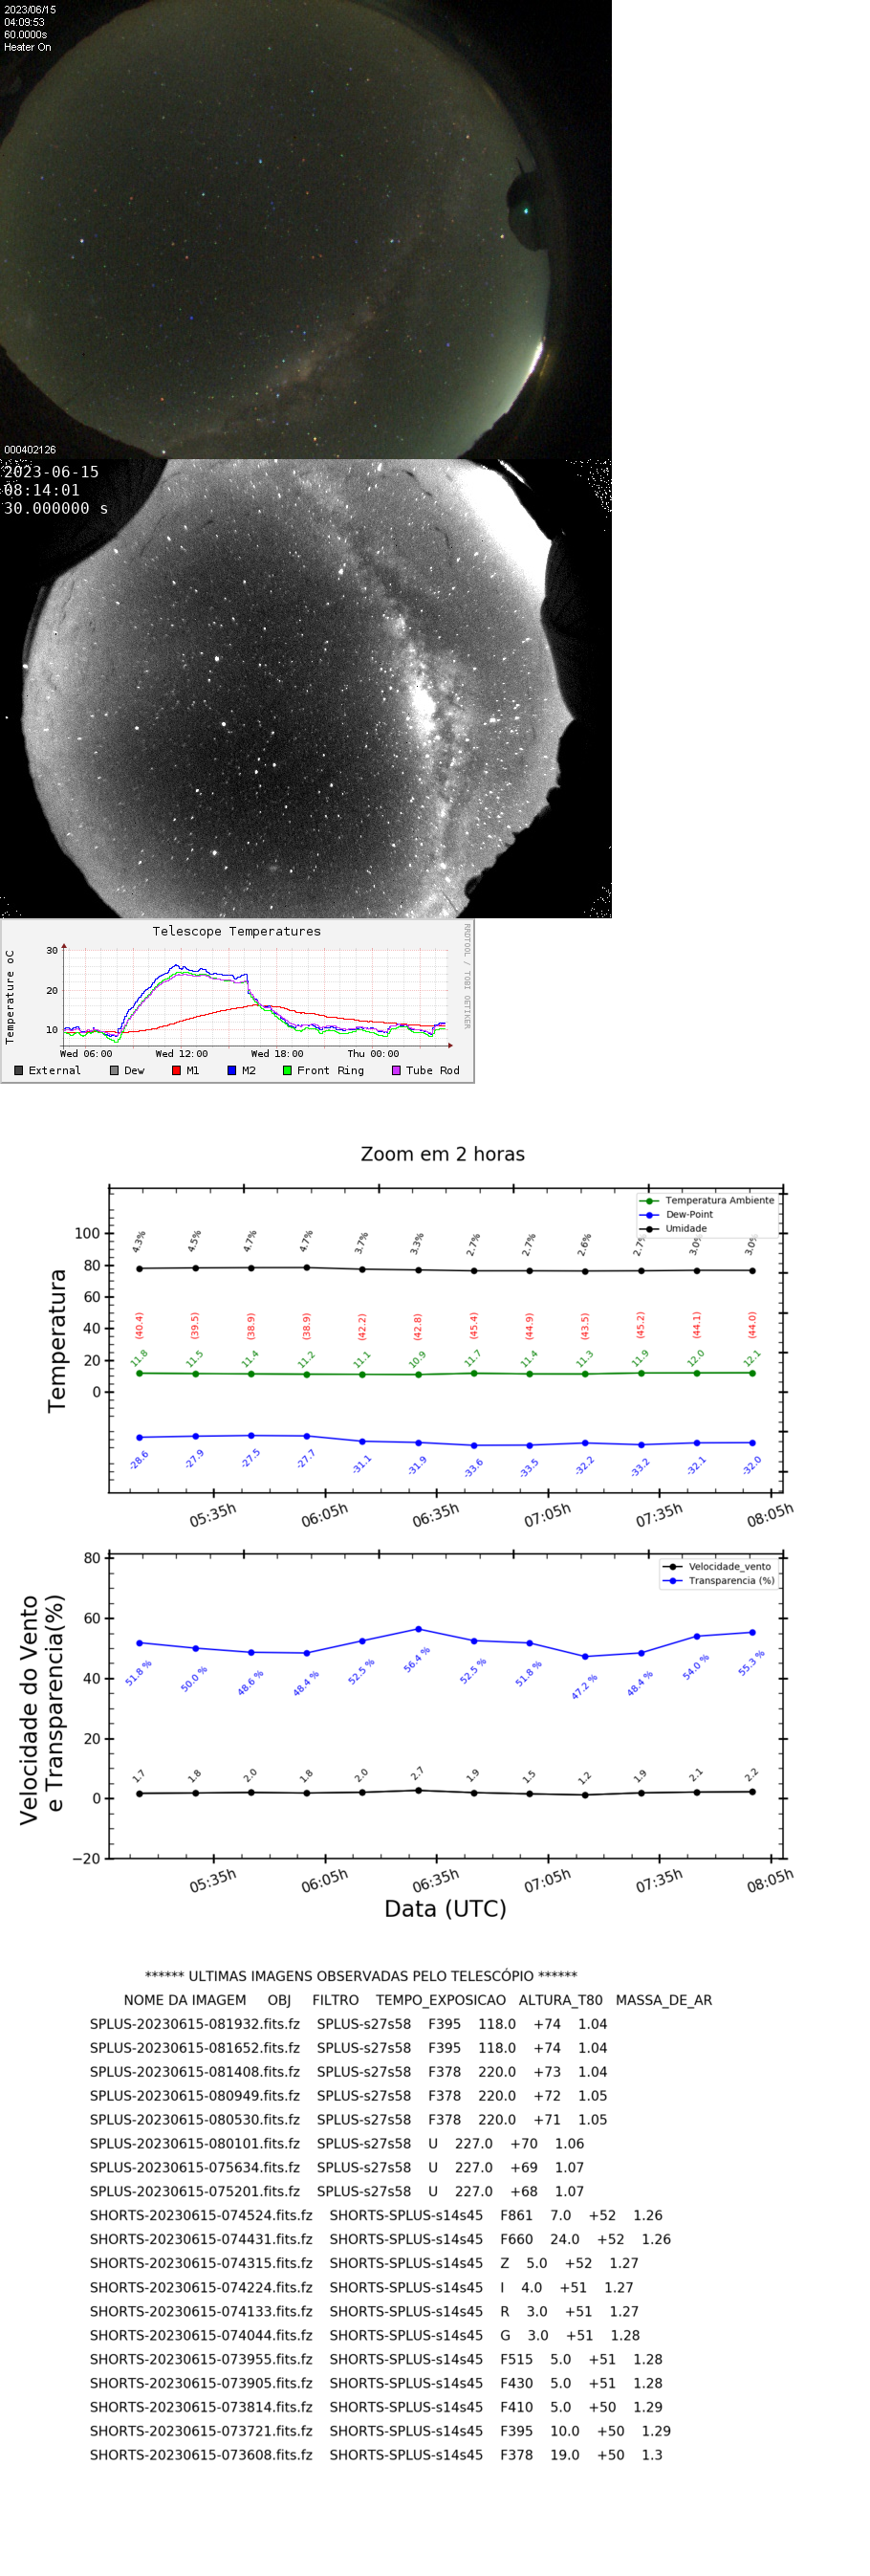 2023/06/15
04:09:53
60.0000s
Heater On
000402126
2023-06-15
08:14:01
30.000000 s
Telescope Temperatures
RRDTOOL / TOBI OETIKER
Temperature oC
30
20
10
Wed 06:00 Wed 12:00 Wed 18:00 Thu 00:00
External Dew M1 M2 Front Ring Tube Rod
Zoom em 2 horas
Temperatura Ambiente
Dew-Point
Umidade
Temperatura
100
80
60
40
20
0
4.3% 4.5% 4.7% 4.7% 3.7% 3.3% 2.7% 2.7% 2.6% 2.7% 3.0% 3.0%
(40.4) (39.5) (38.9) (38.9) (42.2) (42.8) (45.4) (44.9) (43.5) (45.2) (44.1) (44.0)
11.8 11.5 11.4 11.2 11.1 10.9 11.7 11.4 11.3 11.9 12.0 12.1
-28.6 -27.9 -27.5 -27.7 -31.1 -31.9 -33.6 -33.5 -32.2 -33.2 -32.1 -32.0
05:35h 06:05h 06:35h 07:05h 07:35h 08:05h
Velocidade_vento
Transparencia (%)
Velocidade do Vento
e Transparencia(%)
80
60
40
20
0
−20
51.8 % 50.0 % 48.6 % 48.4 % 52.5 % 56.4 % 52.5 % 51.8 % 47.2 % 48.4 % 54.0 % 55.3 %
1.7 1.8 2.0 1.8 2.0 2.7 1.9 1.5 1.2 1.9 2.1 2.2
05:35h 06:05h 06:35h 07:05h 07:35h 08:05h
Data (UTC)
****** ULTIMAS IMAGENS OBSERVADAS PELO TELESCÓPIO ******
NOME DA IMAGEM OBJ FILTRO TEMPO_EXPOSICAO ALTURA_T80 MASSA_DE_AR
SPLUS-20230615-081932.fits.fz SPLUS-s27s58 F395 118.0 +74 1.04
SPLUS-20230615-081652.fits.fz SPLUS-s27s58 F395 118.0 +74 1.04
SPLUS-20230615-081408.fits.fz SPLUS-s27s58 F378 220.0 +73 1.04
SPLUS-20230615-080949.fits.fz SPLUS-s27s58 F378 220.0 +72 1.05
SPLUS-20230615-080530.fits.fz SPLUS-s27s58 F378 220.0 +71 1.05
SPLUS-20230615-080101.fits.fz SPLUS-s27s58 U 227.0 +70 1.06
SPLUS-20230615-075634.fits.fz SPLUS-s27s58 U 227.0 +69 1.07
SPLUS-20230615-075201.fits.fz SPLUS-s27s58 U 227.0 +68 1.07
SHORTS-20230615-074524.fits.fz SHORTS-SPLUS-s14s45 F861 7.0 +52 1.26
SHORTS-20230615-074431.fits.fz SHORTS-SPLUS-s14s45 F660 24.0 +52 1.26
SHORTS-20230615-074315.fits.fz SHORTS-SPLUS-s14s45 Z 5.0 +52 1.27
SHORTS-20230615-074224.fits.fz SHORTS-SPLUS-s14s45 I 4.0 +51 1.27
SHORTS-20230615-074133.fits.fz SHORTS-SPLUS-s14s45 R 3.0 +51 1.27
SHORTS-20230615-074044.fits.fz SHORTS-SPLUS-s14s45 G 3.0 +51 1.28
SHORTS-20230615-073955.fits.fz SHORTS-SPLUS-s14s45 F515 5.0 +51 1.28
SHORTS-20230615-073905.fits.fz SHORTS-SPLUS-s14s45 F430 5.0 +51 1.28
SHORTS-20230615-073814.fits.fz SHORTS-SPLUS-s14s45 F410 5.0 +50 1.29
SHORTS-20230615-073721.fits.fz SHORTS-SPLUS-s14s45 F395 10.0 +50 1.29
SHORTS-20230615-073608.fits.fz SHORTS-SPLUS-s14s45 F378 19.0 +50 1.3